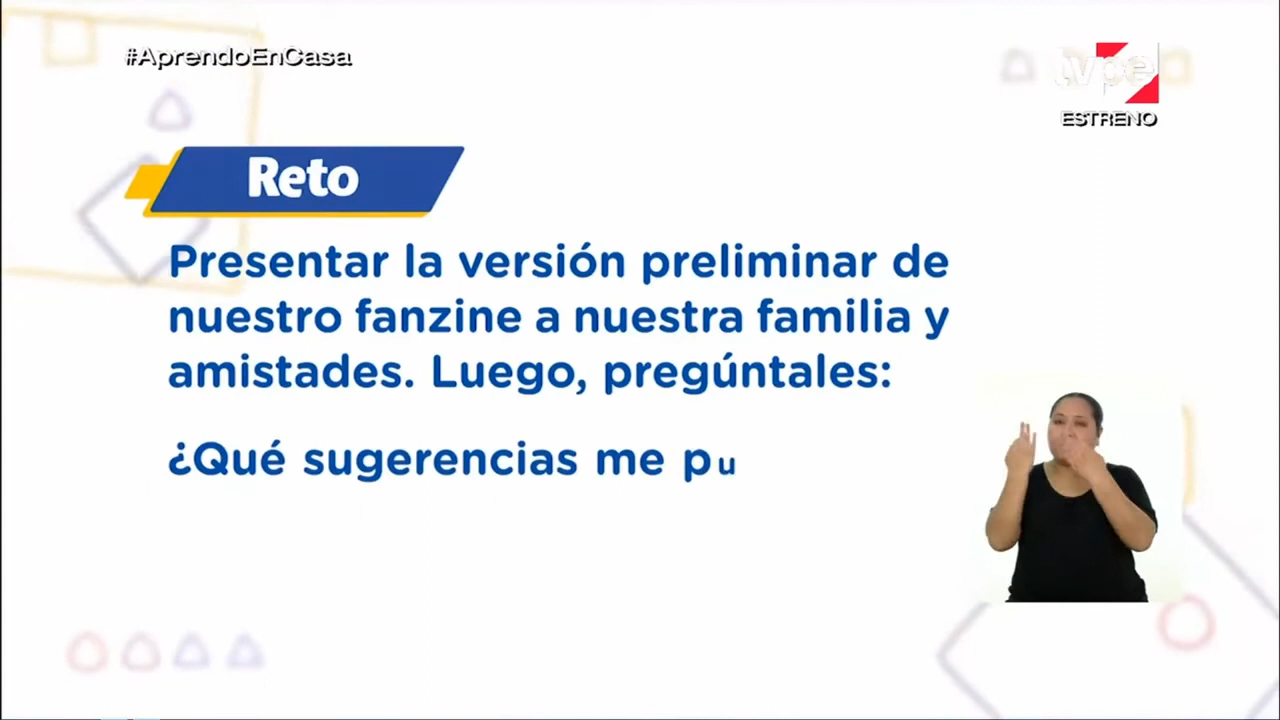 #AprendoEnCasa
tvpe
ESTRENO
Reto
Presentar la versión preliminar de
nuestro fanzine a nuestra familia y
amistades. Luego, pregúntales:
¿Qué sugerencias me pu